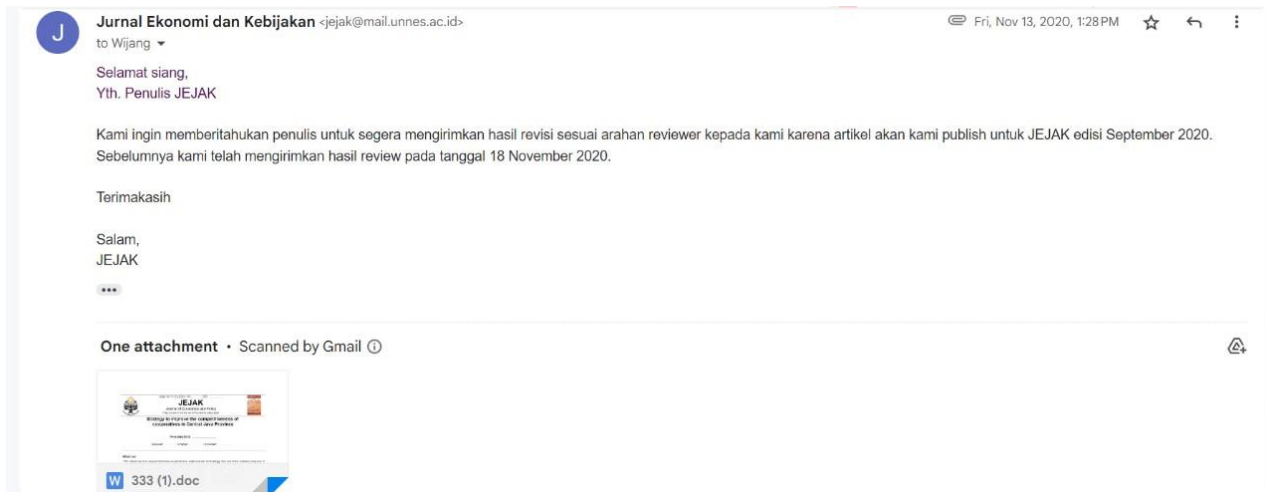 J
Jurnal Ekonomi dan Kebijakan <jejak@mail.unnes.ac.id>
Fri, Nov 13, 2020, 1:28 PM
to Wijang
Selamat siang,
Yth. Penulis JEJAK
Kami ingin memberitahukan penulis untuk segera mengirimkan hasil revisi sesuai arahan reviewer kepada kami karena artikel akan kami publish untuk JEJAK edisi September 2020.
Sebelumnya kami telah mengirimkan hasil review pada tanggal 18 November 2020.
Terimakasih
Salam,
JEJAK
One attachment • Scanned by Gmail
JEJAK
Strategy to improve the competitiveness of
cooperatives in Central Java Province
W 333 (1).doc